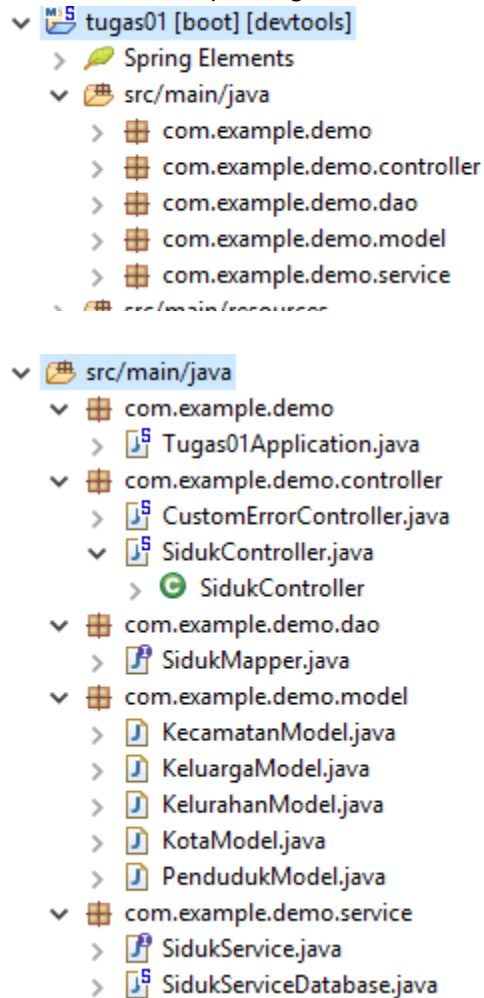 tugas01 [boot] [devtools]
Spring Elements
src/main/java
com.example.demo
com.example.demo.controller
com.example.demo.dao
com.example.demo.model
com.example.demo.service
src/main/resources
src/main/java
com.example.demo
Tugas01Application.java
com.example.demo.controller
CustomErrorController.java
SidukController.java
SidukController
com.example.demo.dao
SidukMapper.java
com.example.demo.model
KecamatanModel.java
KeluargaModel.java
KelurahanModel.java
KotaModel.java
PendudukModel.java
com.example.demo.service
SidukService.java
SidukServiceDatabase.java